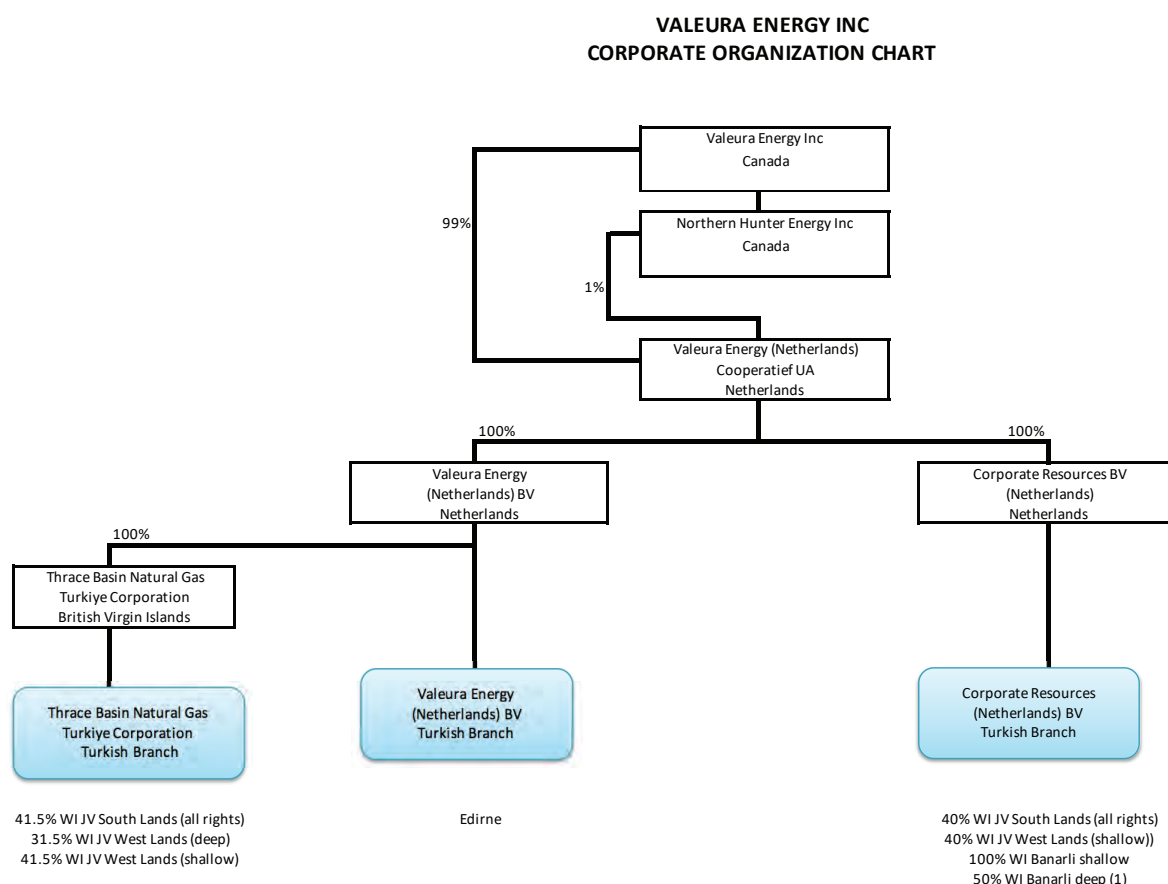 VALEURA ENERGY INC
CORPORATE ORGANIZATION CHART
Valeura Energy Inc
Canada
99%
Northern Hunter Energy Inc
Canada
1%
Valeura Energy (Netherlands)
Cooperatief UA
Netherlands
100%
100%
Valeura Energy
(Netherlands) BV
Netherlands
Corporate Resources BV
(Netherlands)
Netherlands
100%
Thrace Basin Natural Gas
Turkiye Corporation
British Virgin Islands
Thrace Basin Natural Gas
Turkiye Corporation
Turkish Branch
Valeura Energy
(Netherlands) BV
Turkish Branch
Corporate Resources
(Netherlands) BV
Turkish Branch
41.5% WI JV South Lands (all rights)
31.5% WI JV West Lands (deep)
41.5% WI JV West Lands (shallow)
Edirne
40% WI JV South Lands (all rights)
40% WI JV West Lands (shallow))
100% WI Banarli shallow
50% WI Banarli deep (1)